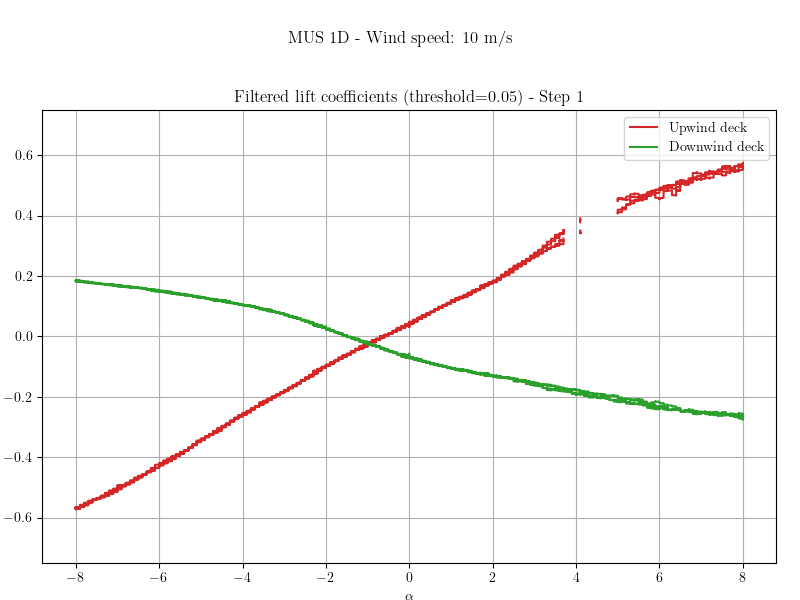 MUS 1D - Wind speed: 10 m/s
Filtered lift coefficients (threshold=0.05) - Step 1
Upwind deck
Downwind deck
0.6
0.4
0.2
0.0
−0.2
−0.4
−0.6
−8 −6 −4 −2 0 2 4 6 8
α